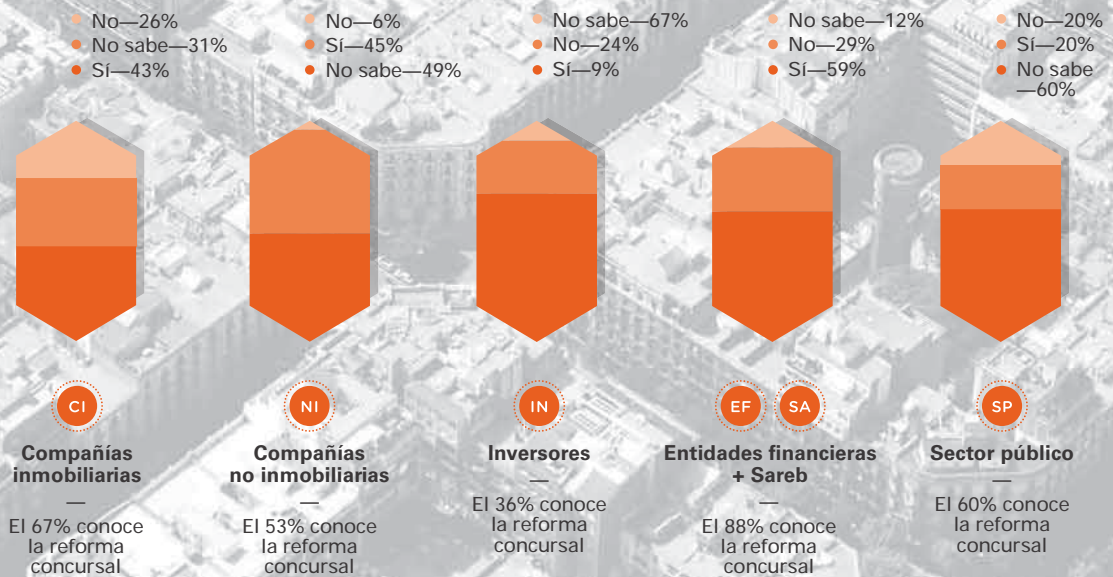 No—26%
No sabe—31%
Sí—43%
No—6%
Sí—45%
No sabe—49%
No sabe—67%
No—24%
Sí—9%
No sabe—12%
No—29%
Sí—59%
No—20%
Sí—20%
No sabe
—60%
CI
Compañías
inmobiliarias
—
El 67% conoce
la reforma
concursal
NI
Compañías
no inmobiliarias
—
El 53% conoce
la reforma
concursal
IN
Inversores
—
El 36% conoce
la reforma
concursal
EF SA
Entidades financieras
+ Sareb
—
El 88% conoce
la reforma
concursal
SP
Sector público
—
El 60% conoce
la reforma
concursal